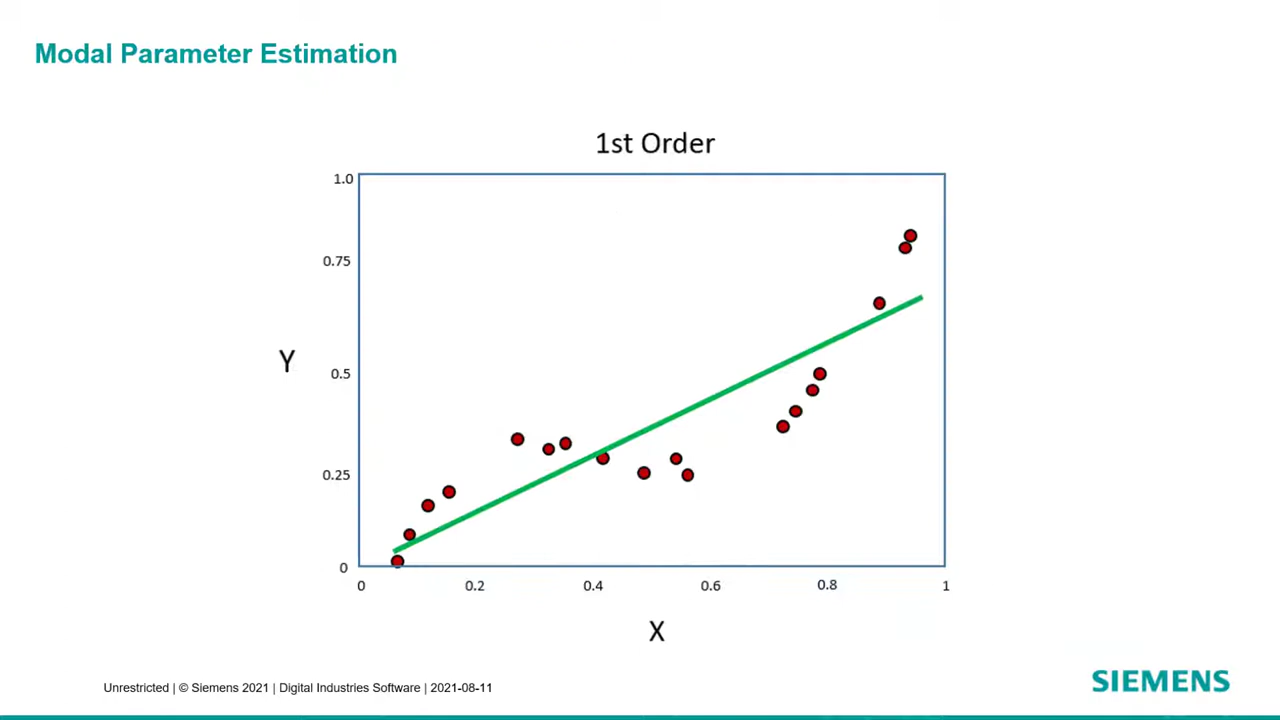 Modal Parameter Estimation
1st Order
1.0
0.75
Y
0.5
0.25
0
0 0.2 0.4 0.6 0.8 1
X
Unrestricted | © Siemens 2021 | Digital Industries Software | 2021-08-11
SIEMENS